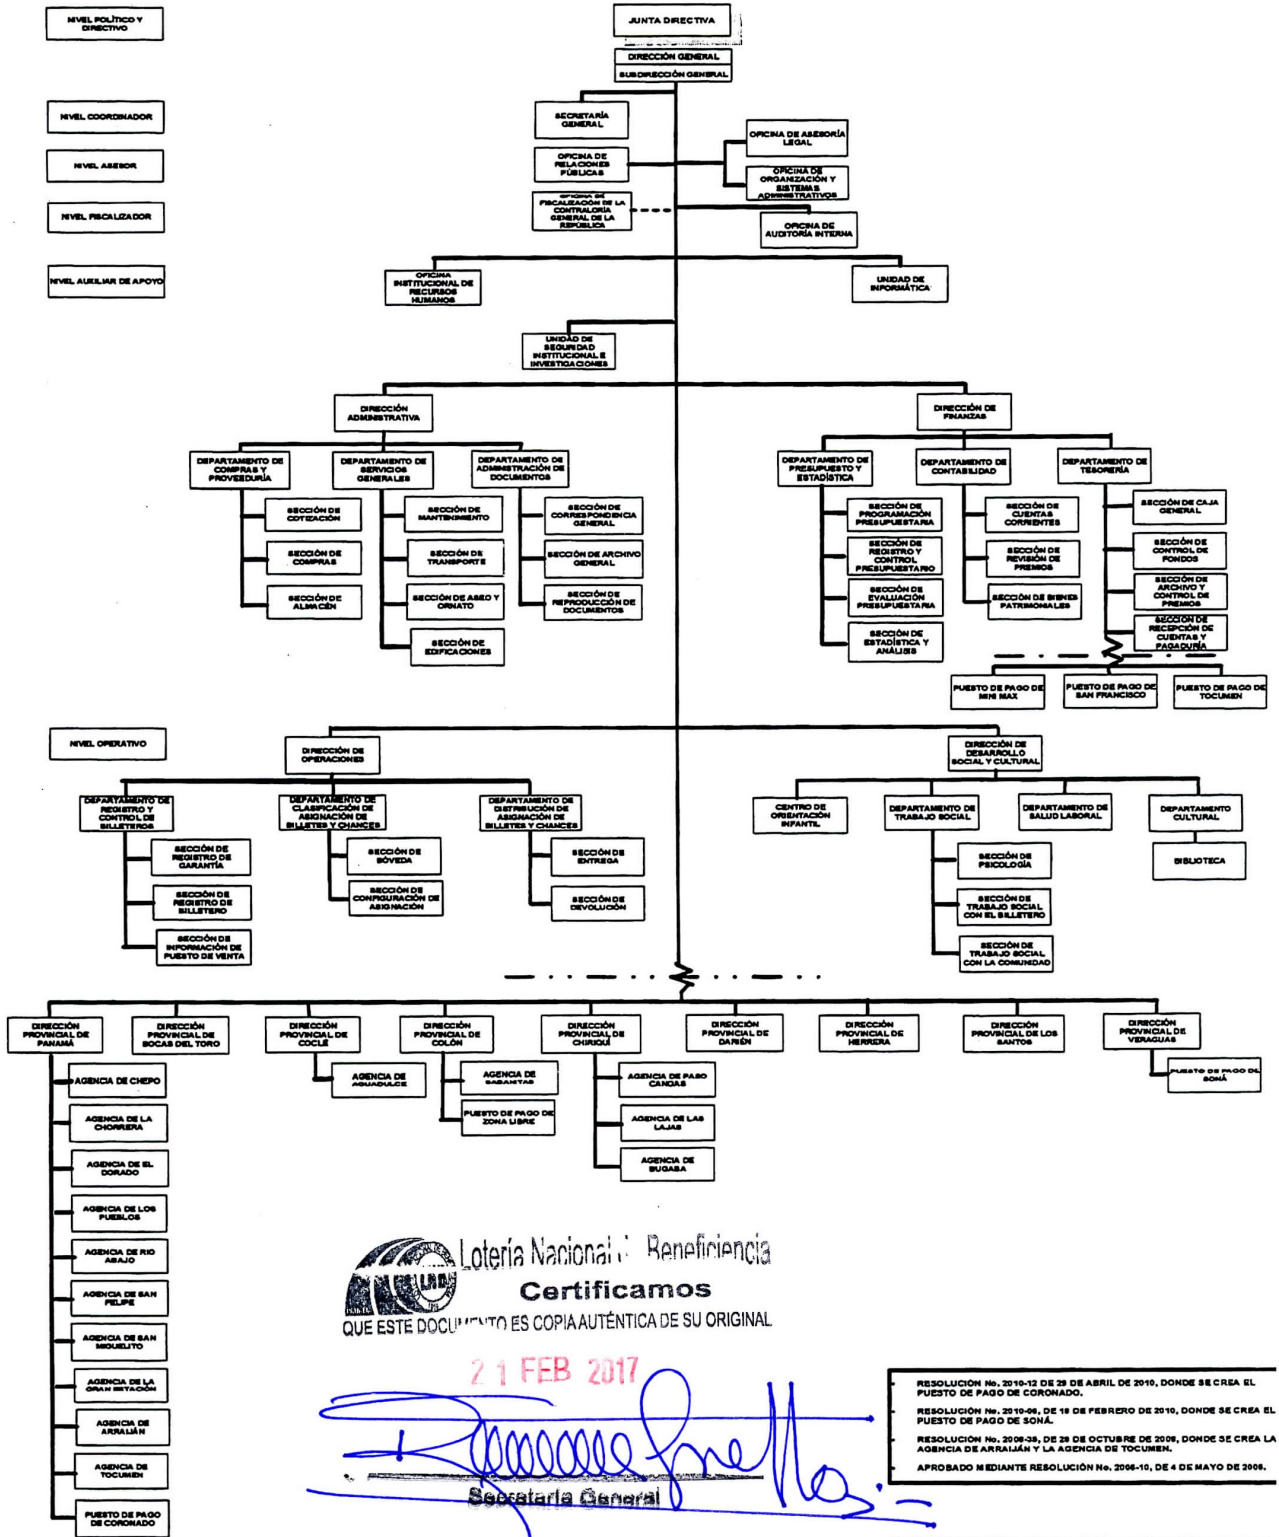 NIVEL POLÍTICO Y
DIRECTIVO
JUNTA DIRECTIVA
DIRECCIÓN GENERAL
SUBDIRECCIÓN GENERAL
NIVEL COORDINADOR
SECRETARÍA
GENERAL
NIVEL ASESOR
OFICINA DE
RELACIONES
PÚBLICAS
OFICINA DE ASESORÍA
LEGAL
OFICINA DE
ORGANIZACIÓN Y
SISTEMAS
ADMINISTRATIVOS
NIVEL FISCALIZADOR
OFICINA DE
FISCALIZACIÓN DE LA
CONTRALORÍA
GENERAL DE LA
REPÚBLICA
OFICINA DE
AUDITORÍA INTERNA
NIVEL AUXILIAR DE APOYO
OFICINA
INSTITUCIONAL DE
RECURSOS
HUMANOS
UNIDAD DE
INFORMÁTICA
UNIDAD DE
SEGURIDAD
INSTITUCIONAL E
INVESTIGACIONES
DIRECCIÓN
ADMINISTRATIVA
DIRECCIÓN DE
FINANZAS
DEPARTAMENTO DE
COMPRAS Y
PROVEEDURÍA
DEPARTAMENTO DE
SERVICIOS
GENERALES
DEPARTAMENTO DE
ADMINISTRACIÓN DE
DOCUMENTOS
DEPARTAMENTO DE
PRESUPUESTO Y
ESTADÍSTICA
DEPARTAMENTO DE
CONTABILIDAD
DEPARTAMENTO DE
TESORERÍA
SECCIÓN DE
COTIZACIÓN
SECCIÓN DE
COMPRAS
SECCIÓN DE
ALMACÉN
SECCIÓN DE
MANTENIMIENTO
SECCIÓN DE
TRANSPORTE
SECCIÓN DE ASEO Y
ORNATO
SECCIÓN DE
EDIFICACIONES
SECCIÓN DE
CORRESPONDENCIA
GENERAL
SECCIÓN DE ARCHIVO
GENERAL
SECCIÓN DE
REPRODUCCIÓN DE
DOCUMENTOS
SECCIÓN DE
PROGRAMACIÓN
PRESUPUESTARIA
SECCIÓN DE
REGISTRO Y
CONTROL
PRESUPUESTARIO
SECCIÓN DE
EVALUACIÓN
PRESUPUESTARIA
SECCIÓN DE
ESTADÍSTICA Y
ANÁLISIS
SECCIÓN DE
CUENTAS
CORRIENTES
SECCIÓN DE
REVISIÓN DE
PREMIOS
SECCIÓN DE BIENES
PATRIMONIALES
SECCIÓN DE CAJA
GENERAL
SECCIÓN DE
CONTROL DE
FONDOS
SECCIÓN DE
ARCHIVO Y
CONTROL DE
PREMIOS
SECCIÓN DE
RECEPCIÓN DE
CUENTAS Y
PAGADURÍA
PUESTO DE PAGO DE
MINI MAX
PUESTO DE PAGO DE
SAN FRANCISCO
PUESTO DE PAGO DE
TOCUMEN
NIVEL OPERATIVO
DIRECCIÓN DE
OPERACIONES
DIRECCIÓN DE
DESARROLLO
SOCIAL Y CULTURAL
DEPARTAMENTO DE
REGISTRO Y
CONTROL DE
BILLETEROS
DEPARTAMENTO DE
CLASIFICACIÓN DE
ASIGNACIÓN DE
BILLETES Y CHANCES
DEPARTAMENTO DE
DISTRIBUCIÓN DE
ASIGNACIÓN DE
BILLETES Y CHANCES
CENTRO DE
ORIENTACIÓN
INFANTIL
DEPARTAMENTO DE
TRABAJO SOCIAL
DEPARTAMENTO DE
SALUD LABORAL
DEPARTAMENTO
CULTURAL
SECCIÓN DE
REGISTRO DE
GARANTÍA
SECCIÓN DE
REGISTRO DE
BILLETERO
SECCIÓN DE
INFORMACIÓN DE
PUESTO DE VENTA
SECCIÓN DE
BÓVEDA
SECCIÓN DE
CONFIGURACIÓN DE
ASIGNACIÓN
SECCIÓN DE
ENTREGA
SECCIÓN DE
DEVOLUCIÓN
SECCIÓN DE
PSICOLOGÍA
SECCIÓN DE
TRABAJO SOCIAL
CON EL BILLETERO
SECCIÓN DE
TRABAJO SOCIAL
CON LA COMUNIDAD
BIBLIOTECA
DIRECCIÓN
PROVINCIAL DE
PANAMÁ
DIRECCIÓN
PROVINCIAL DE
BOCAS DEL TORO
DIRECCIÓN
PROVINCIAL DE
COCLÉ
DIRECCIÓN
PROVINCIAL DE
COLÓN
DIRECCIÓN
PROVINCIAL DE
CHIRIQUÍ
DIRECCIÓN
PROVINCIAL DE
DARIÉN
DIRECCIÓN
PROVINCIAL DE
HERRERA
DIRECCIÓN
PROVINCIAL DE LOS
SANTOS
DIRECCIÓN
PROVINCIAL DE
VERAGUAS
AGENCIA DE CHEPO
AGENCIA DE LA
CHORRERA
AGENCIA DE EL
DORADO
AGENCIA DE LOS
PUEBLOS
AGENCIA DE RIO
ABAJO
AGENCIA DE SAN
FELIPE
AGENCIA DE SAN
MIGUELITO
AGENCIA DE LA
GRAN ESTACIÓN
AGENCIA DE
ARRAIJÁN
AGENCIA DE
TOCUMEN
PUESTO DE PAGO
DE CORONADO
AGENCIA DE
AGUADULCE
AGENCIA DE
SABANITAS
PUESTO DE PAGO DE
ZONA LIBRE
AGENCIA DE PASO
CANOAS
AGENCIA DE LAS
LAJAS
AGENCIA DE
BUGABA
PUESTO DE PAGO DE
SONÁ
Lotería Nacional Beneficiencia
Certificamos
QUE ESTE DOCUMENTO ES COPIA AUTÉNTICA DE SU ORIGINAL
21 FEB 2017
Secretaria General
RESOLUCIÓN No. 2010-12 DE 29 DE ABRIL DE 2010, DONDE SE CREA EL
PUESTO DE PAGO DE CORONADO.
RESOLUCIÓN No. 2010-06, DE 18 DE FEBRERO DE 2010, DONDE SE CREA EL
PUESTO DE PAGO DE SONÁ.
RESOLUCIÓN No. 2008-38, DE 28 DE OCTUBRE DE 2008, DONDE SE CREA LA
AGENCIA DE ARRAIJÁN Y LA AGENCIA DE TOCUMEN.
APROBADO MEDIANTE RESOLUCIÓN No. 2006-10, DE 4 DE MAYO DE 2006.